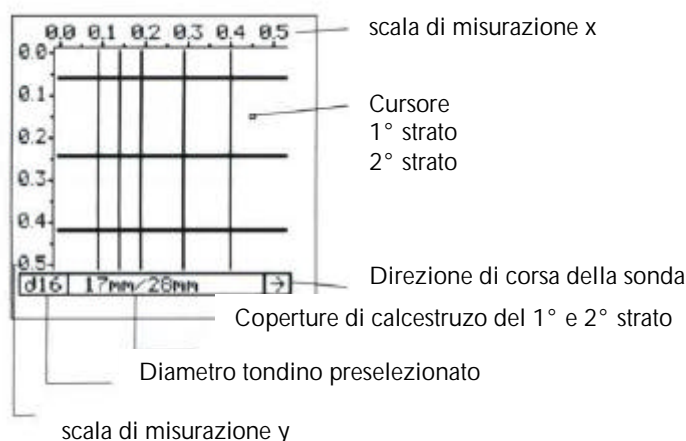 0.0 0.1 0.2 0.3 0.4 0.5
scala di misurazione x
0.0
0.1
0.2
0.3
0.4
0.5
Cursore
1° strato
2° strato
d16 17mm/28mm →
Direzione di corsa della sonda
Coperture di calcestruzo del 1° e 2° strato
Diametro tondino preselezionato
scala di misurazione y